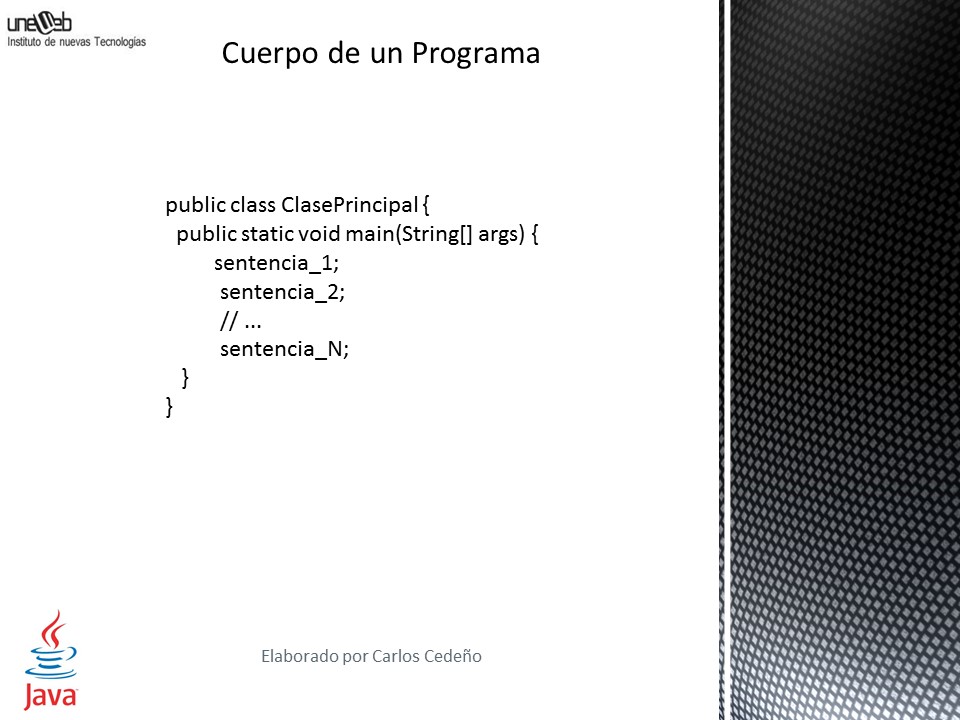 uneWeb
Instituto de nuevas Tecnologías
Cuerpo de un Programa
public class ClasePrincipal {
public static void main(String[] args) {
sentencia_1;
sentencia_2;
// ...
sentencia_N;
}
}
Elaborado por Carlos Cedeño
Java